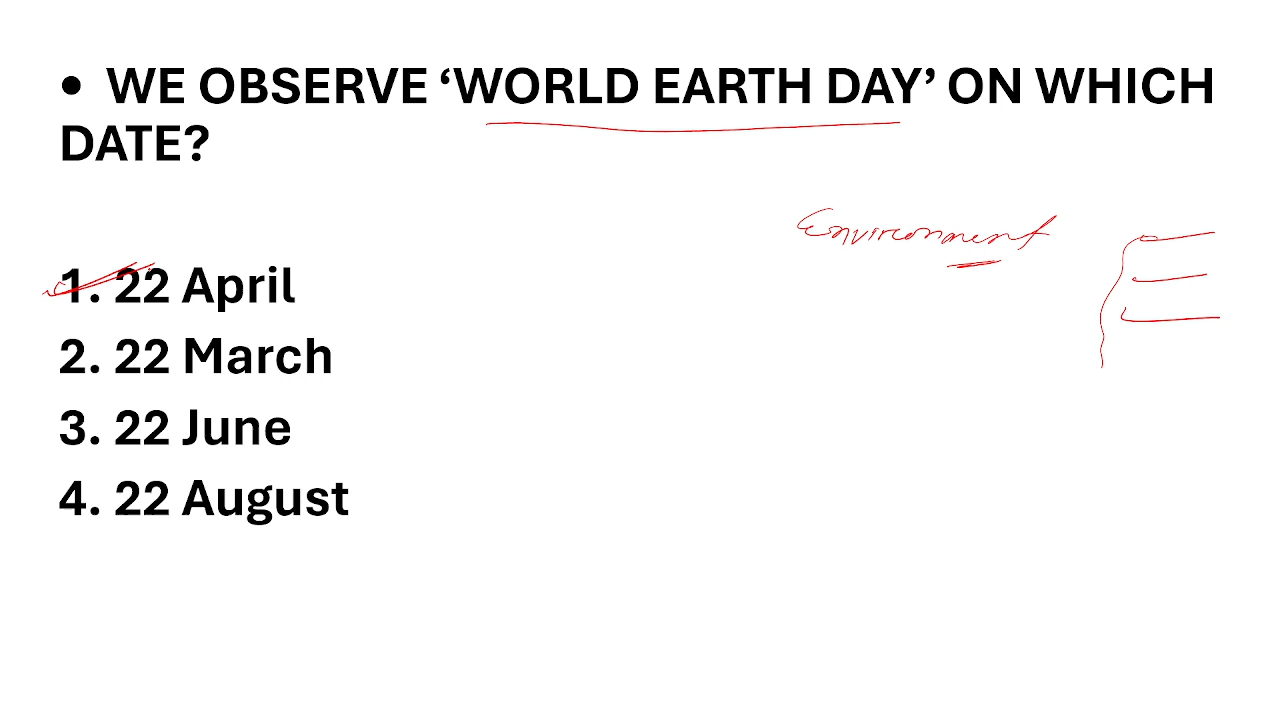 • WE OBSERVE ‘WORLD EARTH DAY’ ON WHICH
DATE?
Environment
1. 22 April
2. 22 March
3. 22 June
4. 22 August